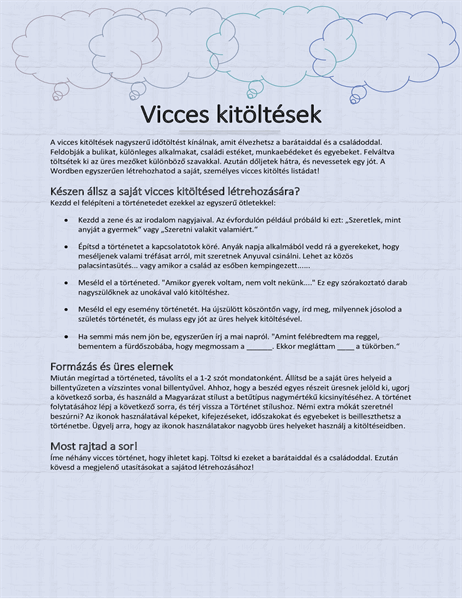 Vicces kitöltések
A vicces kitöltések nagyszerű időtöltést kínálnak, amit élvezhetsz a barátaiddal és a családoddal.
Feldobják a bulikat, különleges alkalmakat, családi estéket, munkaebédeket és egyebeket. Felváltva
töltsétek ki az üres mezőket különböző szavakkal. Azután dőljetek hátra, és nevessetek egy jót. A
Wordben egyszerűen létrehozhatod a saját, személyes vicces kitöltés listádat!
Készen állsz a saját vicces kitöltésed létrehozására?
Kezdd el felépíteni a történetedet ezekkel az egyszerű ötletekkel:
• Kezdd a zene és az irodalom nagyjaival. Az évfordulón például próbáld ki ezt: „Szeretlek, mint
anyját a gyermek” vagy „Szeretni valakit valamiért.”
• Építsd a történetet a kapcsolatotok köré. Anyák napja alkalmából vedd rá a gyerekeket, hogy
meséljenek valami tréfásat arról, mit szeretnek Anyuval csinálni. Lehet az közös
palacsintasütés... vagy amikor a család az esőben kempingezett......
• Meséld el a történeted. "Amikor gyerek voltam, nem volt nekünk...." Ez egy szórakoztató darab
nagyszülőknek az unokával való kitöltéshez.
• Meséld el egy esemény történetét. Ha újszülött köszöntőn vagy, írd meg, milyennek jósolod a
születés történetét, és mulass egy jót az üres helyek kitöltésével.
• Ha semmi más nem jön be, egyszerűen írj a mai napról. "Amint felébredtem ma reggel,
bementem a fürdőszobába, hogy megmossam a ______. Ekkor megláttam ____ a tükörben.”
Formázás és üres elemek
Miután megírtad a történeted, távolíts el a 1-2 szót mondatonként. Állítsd be a saját üres helyeid a
billentyűzeten a vízszintes vonal billentyűvel. Ahhoz, hogy a beszéd egyes részeit üresnek jelöld ki, ugorj
a következő sorba, és használd a Magyarázat stílust a betűtípus nagymértékű kicsinyítéséhez. A történet
folytatásához lépj a következő sorra, és térj vissza a Történet stílushoz. Némi extra mókát szeretnél
beszúrni? Az ikonok használatával képeket, kifejezéseket, időszakokat és egyebeket is beilleszthetsz a
történetbe. Ügyelj arra, hogy az ikonok használatakor nagyobb üres helyeket használj a kitöltéseidben.
Most rajtad a sor!
Íme néhány vicces történet, hogy ihletet kapj. Töltsd ki ezeket a barátaiddal és a családoddal. Ezután
kövesd a megjelenő utasításokat a sajátod létrehozásához!